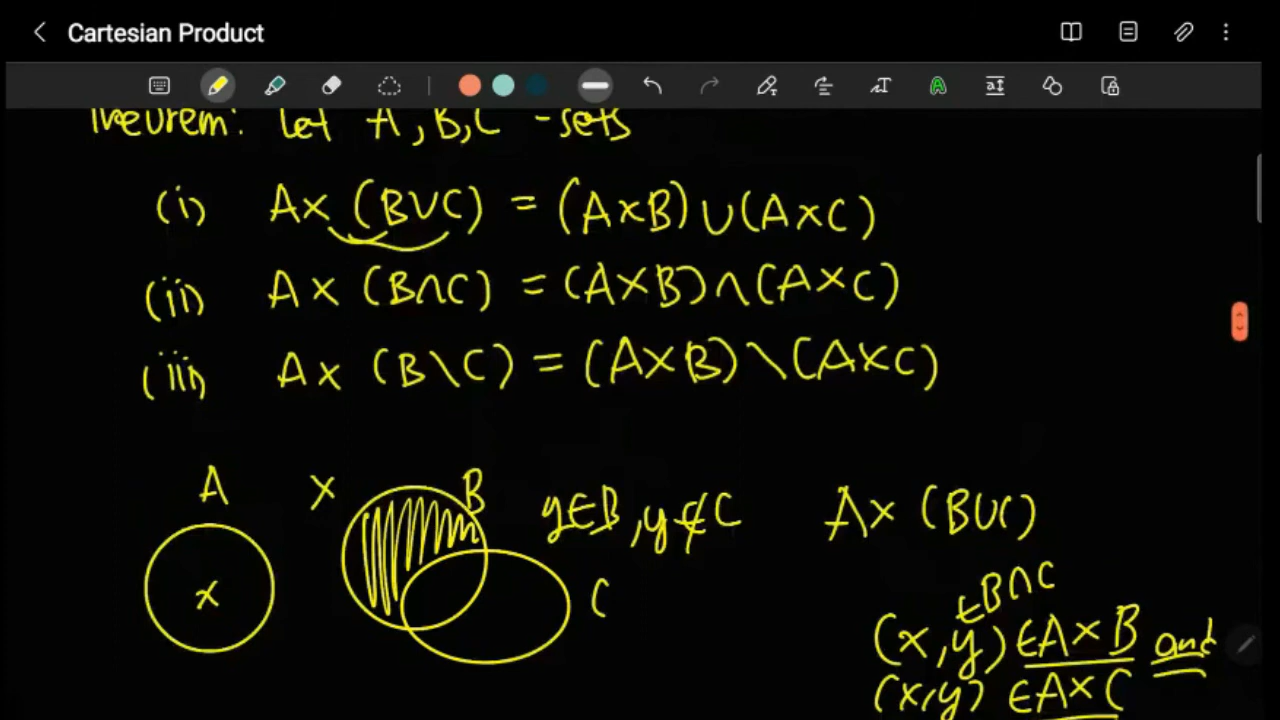 Cartesian Product
Theorem: Let A, B, C - sets
(i) A × (B ∪ C) = (A × B) ∪ (A × C)
(ii) A × (B ∩ C) = (A × B) ∩ (A × C)
(iii) A × (B \ C) = (A × B) \ (A × C)
A × B y ∈ B, y ∉ C A × (B ∪ C)
x C ∈ B ∩ C
(x, y) ∈ A × B and
(x, y) ∈ A × C